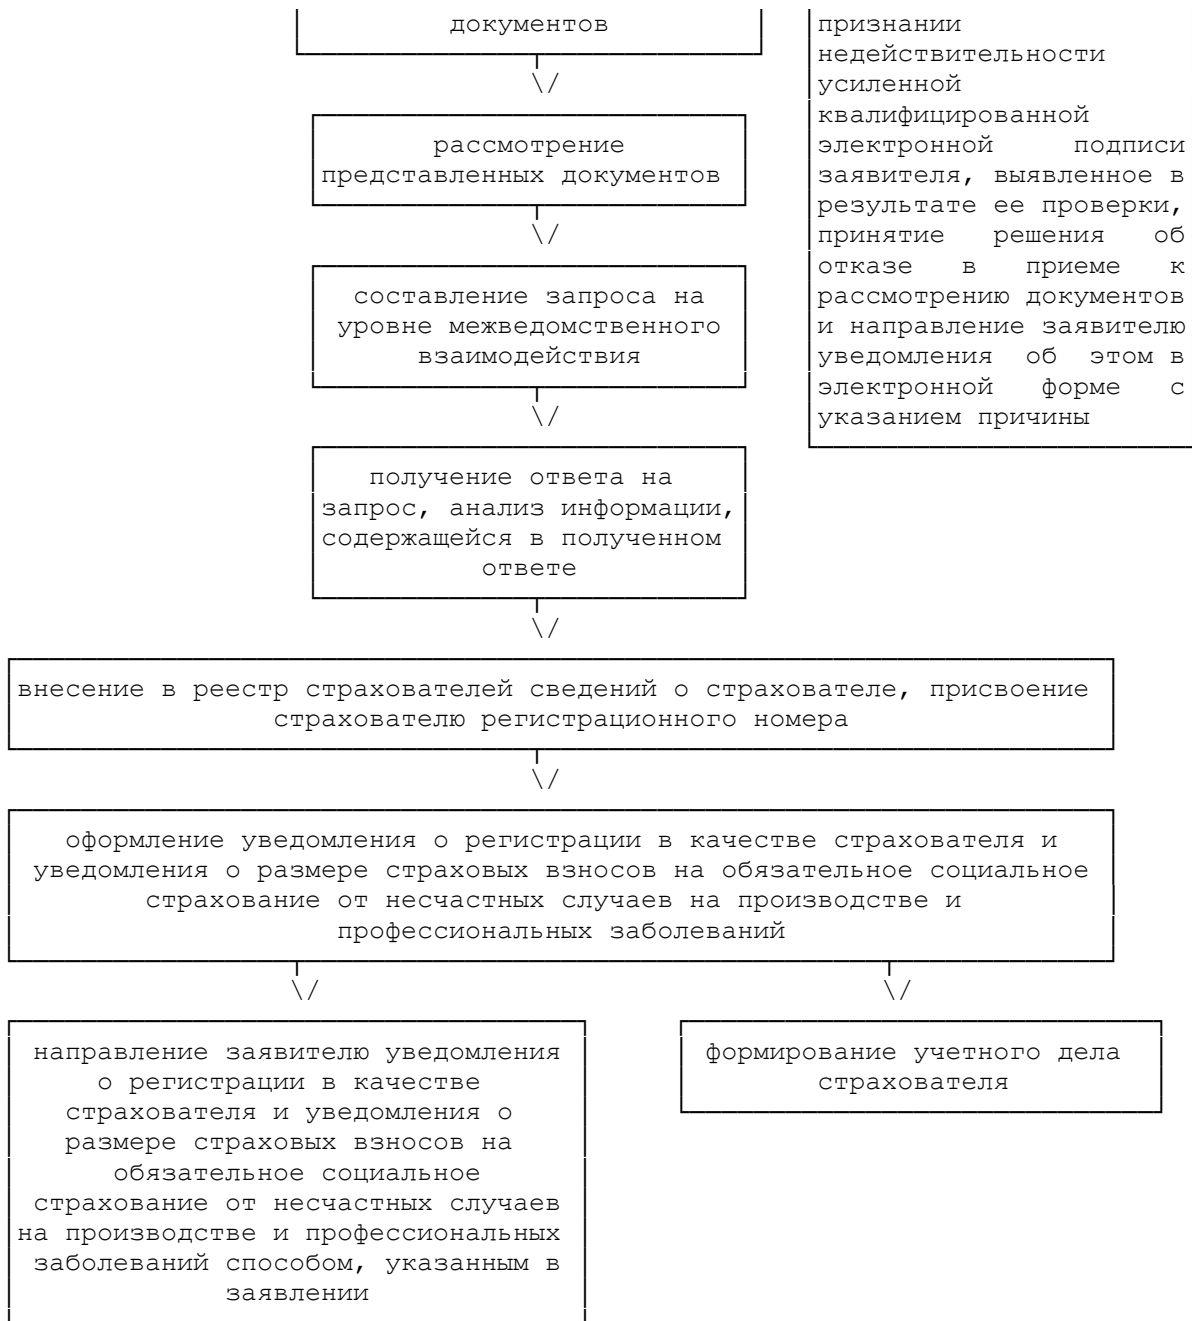 документов
\/
рассмотрение
представленных документов
\/
составление запроса на
уровне межведомственного
взаимодействия
\/
получение ответа на
запрос, анализ информации,
содержащейся в полученном
ответе
\/
признании
недействительности
усиленной
квалифицированной
электронной подписи
заявителя, выявленное в
результате ее проверки,
принятие решения об
отказе в приеме к
рассмотрению документов
и направление заявителю
уведомления об этом в
электронной форме с
указанием причины
внесение в реестр страхователей сведений о страхователе, присвоение
страхователю регистрационного номера
\/
оформление уведомления о регистрации в качестве страхователя и
уведомления о размере страховых взносов на обязательное социальное
страхование от несчастных случаев на производстве и
профессиональных заболеваний
\/ \/
направление заявителю уведомления
о регистрации в качестве
страхователя и уведомления о
размере страховых взносов на
обязательное социальное
страхование от несчастных случаев
на производстве и профессиональных
заболеваний способом, указанным в
заявлении
формирование учетного дела
страхователя